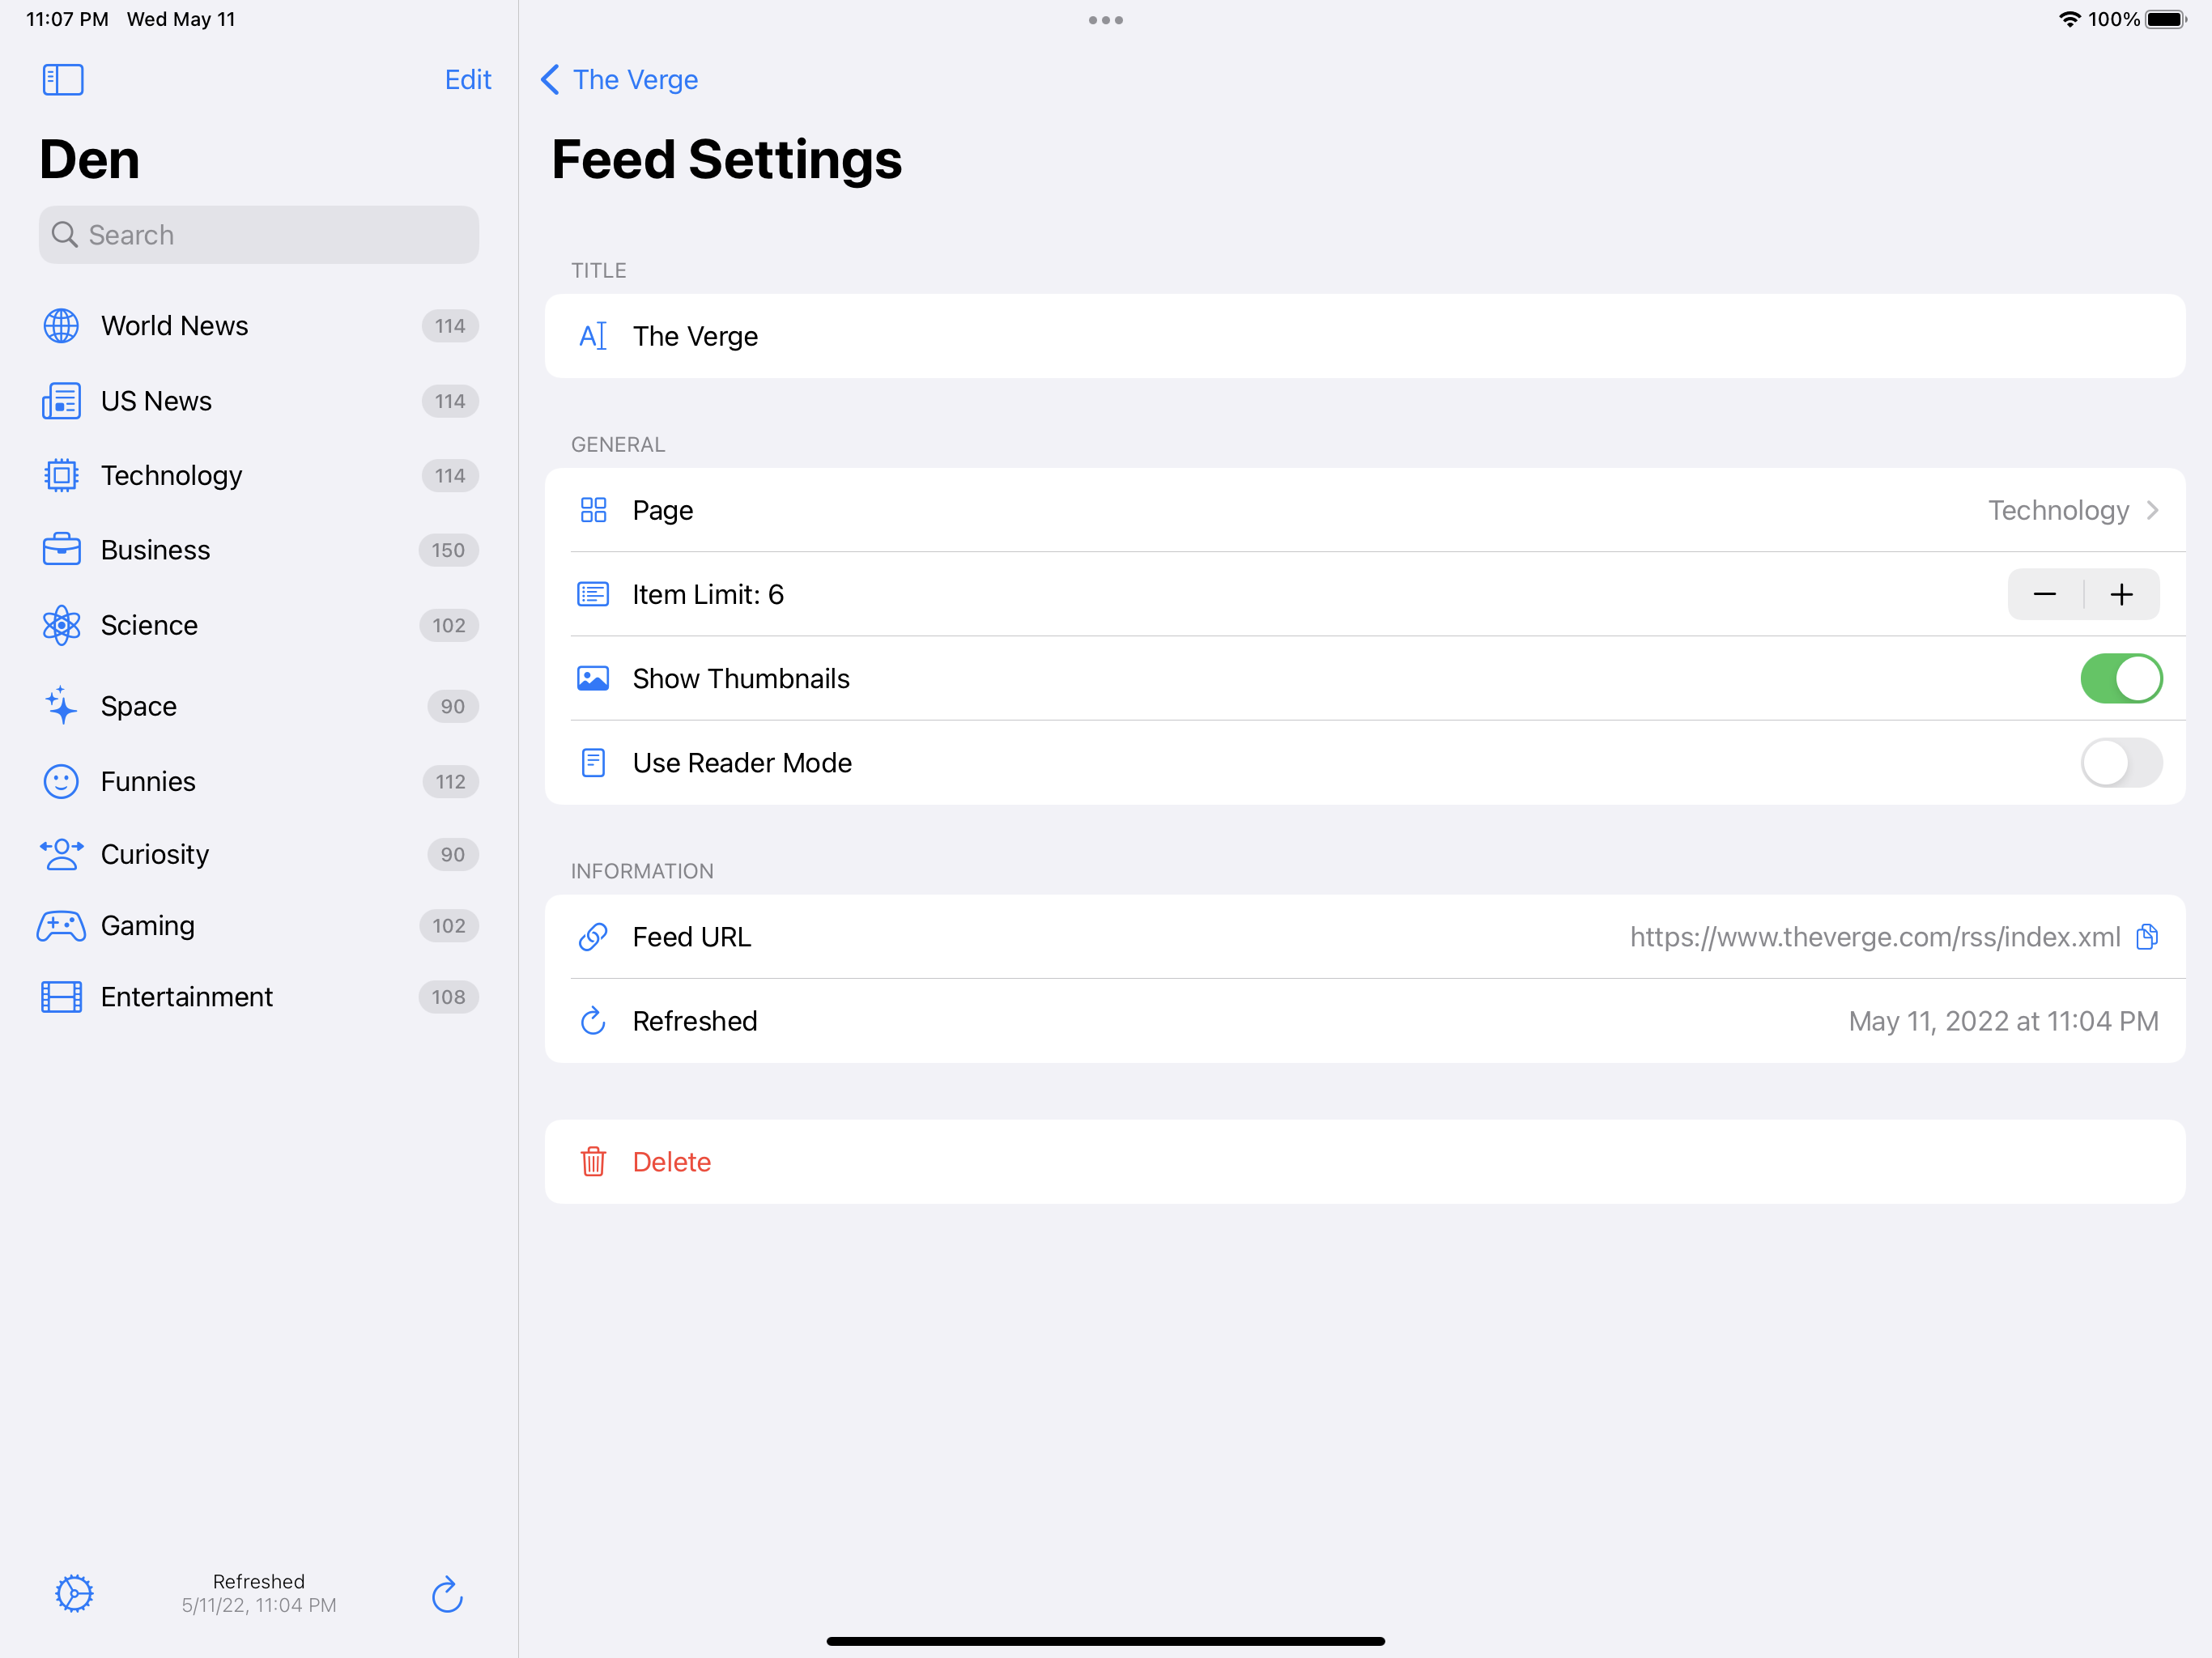 11:07 PM Wed May 11
100%
Edit
Den
Search
World News 114
US News 114
Technology 114
Business 150
Science 102
Space 90
Funnies 112
Curiosity 90
Gaming 102
Entertainment 108
Refreshed
5/11/22, 11:04 PM
The Verge
Feed Settings
TITLE
The Verge
GENERAL
Page Technology
Item Limit: 6
Show Thumbnails
Use Reader Mode
INFORMATION
Feed URL https://www.theverge.com/rss/index.xml
Refreshed May 11, 2022 at 11:04 PM
Delete